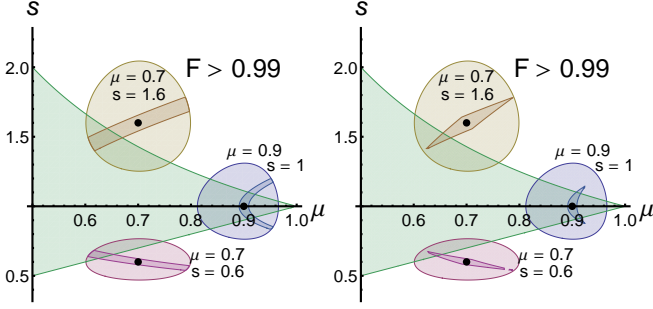 s
2.0
1.5
0.5
0.6
0.7
0.8
0.9
1.0
μ
F > 0.99
μ = 0.7
s = 1.6
μ = 0.9
s = 1
μ = 0.7
s = 0.6
s
2.0
1.5
0.5
0.6
0.7
0.8
0.9
1.0
μ
F > 0.99
μ = 0.7
s = 1.6
μ = 0.9
s = 1
μ = 0.7
s = 0.6